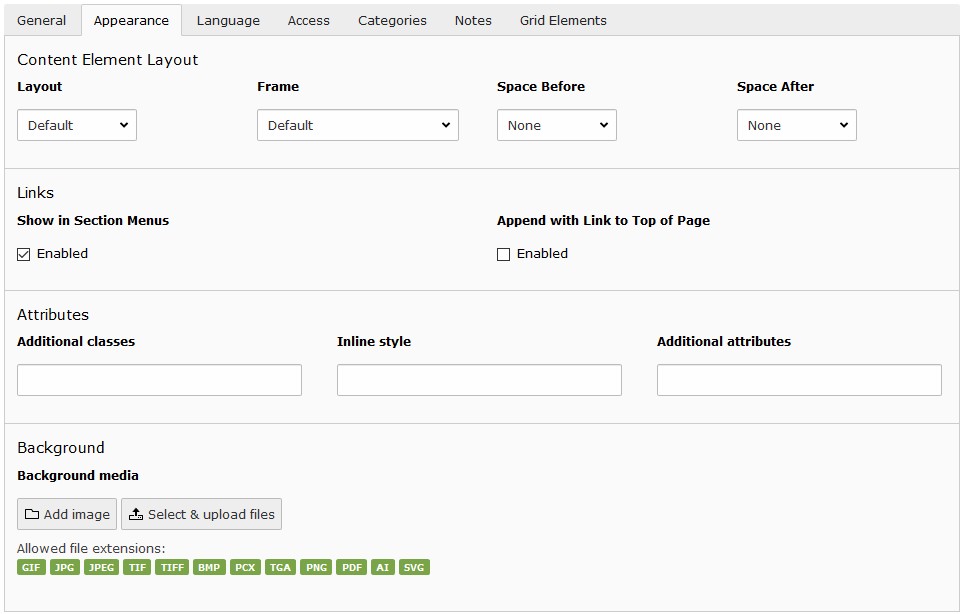 General Appearance Language Access Categories Notes Grid Elements
Content Element Layout
Layout Frame Space Before Space After
Default Default None None
Links
Show in Section Menus Append with Link to Top of Page
Enabled Enabled
Attributes
Additional classes Inline style Additional attributes
Background
Background media
Add image Select & upload files
Allowed file extensions:
GIF JPG JPEG TIF TIFF BMP PCX TGA PNG PDF AI SVG